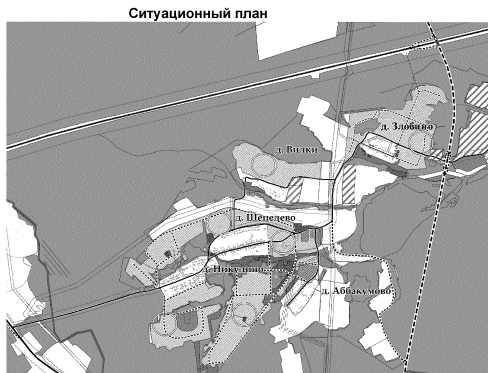 Ситуационный план
д. Злобино
д. Вилки
д. Шепелево
д. Никулино
д. Аббакумово